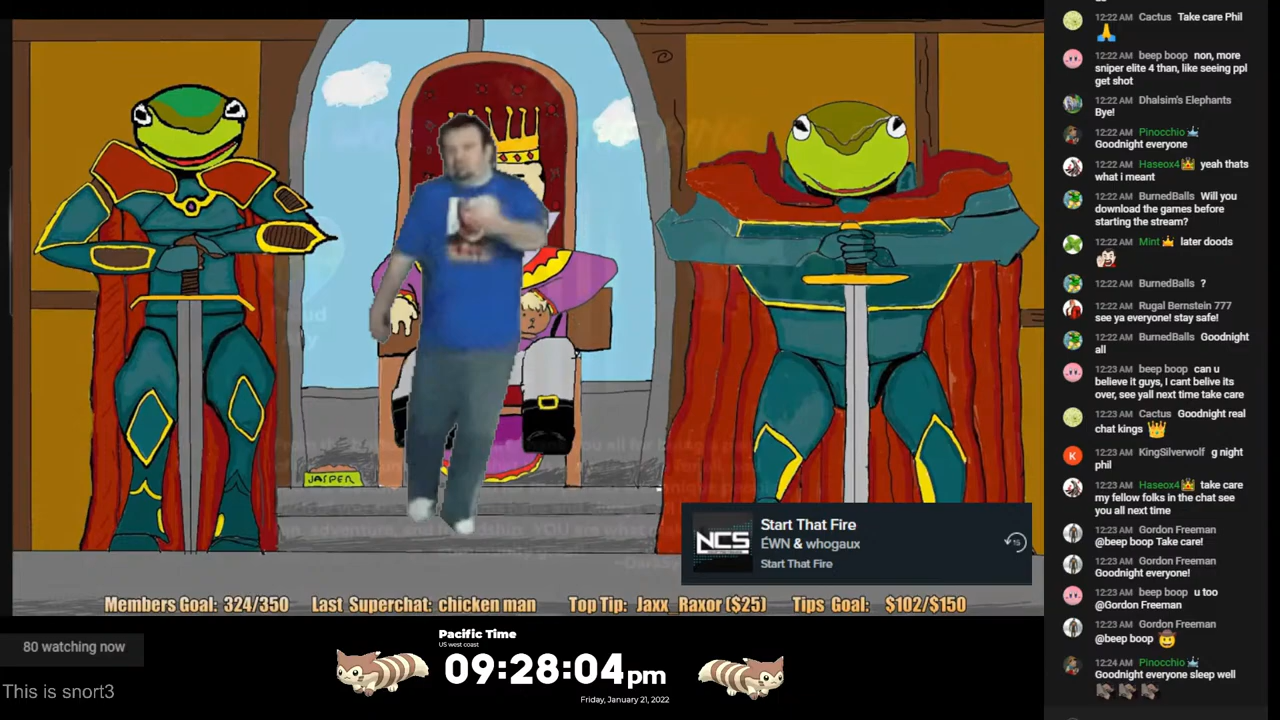 JASPER
NCS
Start That Fire
ÉWN & whogaux
Start That Fire
15
Members Goal: 324/350
Last Superchat: chicken man
Top Tip: Jaxx_Raxor ($25)
Tips Goal: $102/$150
80 watching now
This is snort3
Pacific Time
US west coast
09:28:04pm
Friday, January 21, 2022
12:22 AM Cactus Take care Phil
12:22 AM beep boop non, more
sniper elite 4 than, like seeing ppl
get shot
12:22 AM Dhalsim's Elephants
Bye!
12:22 AM Pinocchio
Goodnight everyone
12:22 AM Haseox4 yeah thats
what i meant
12:22 AM BurnedBalls Will you
download the games before
starting the stream?
12:22 AM Mint later doods
12:22 AM BurnedBalls ?
12:22 AM Rugal Bernstein 777
see ya everyone! stay safe!
12:22 AM BurnedBalls Goodnight
all
12:23 AM beep boop can u
believe it guys, I cant belive its
over, see yall next time take care
12:23 AM Cactus Goodnight real
chat kings
K
12:23 AM KingSilverwolf g night
phil
12:23 AM Haseox4 take care
my fellow folks in the chat see
you all next time
12:23 AM Gordon Freeman
@beep boop Take care!
12:23 AM Gordon Freeman
Goodnight everyone!
12:23 AM beep boop u too
@Gordon Freeman
12:23 AM Gordon Freeman
@beep boop
12:24 AM Pinocchio
Goodnight everyone sleep well